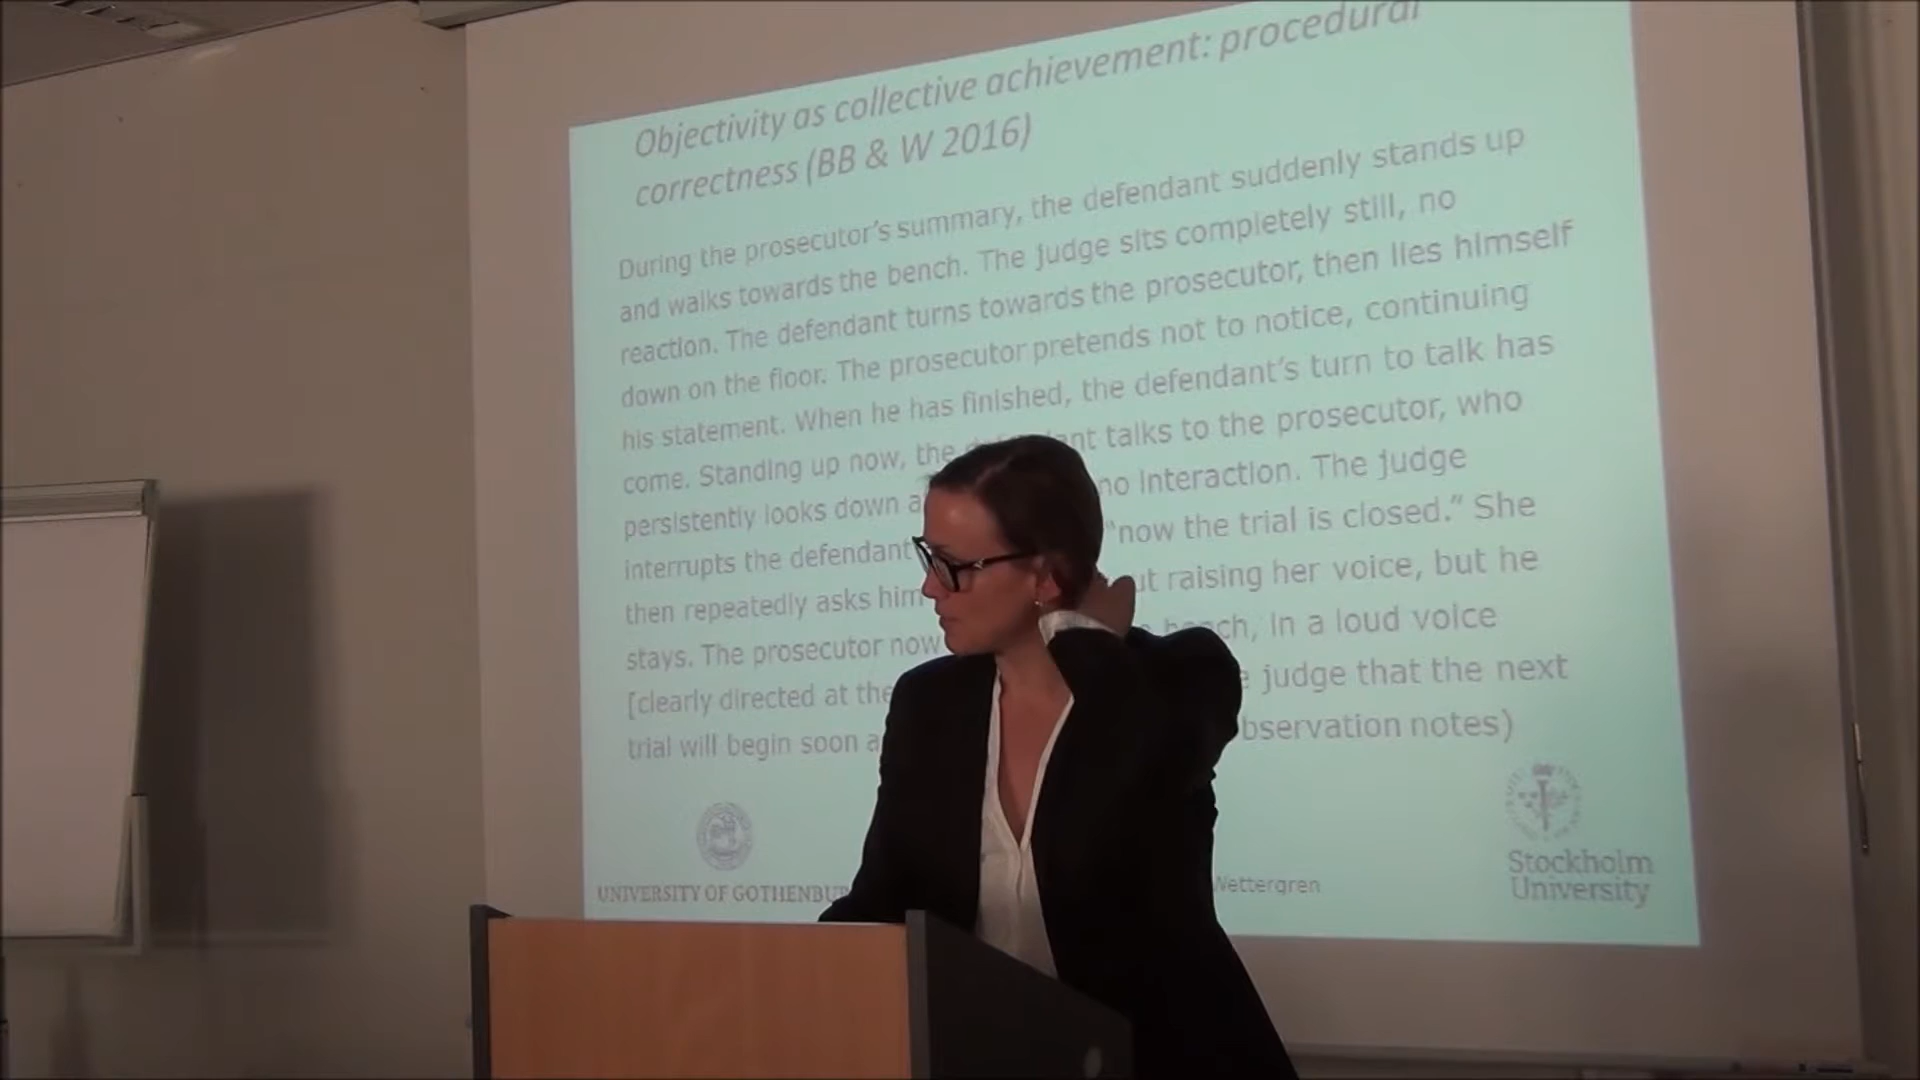 Objectivity as collective achievement: procedural
correctness (BB & W 2016)
During the prosecutor's summary, the defendant suddenly stands up
and walks towards the bench. The judge sits completely still, no
reaction. The defendant turns towards the prosecutor, then lies himself
down on the floor. The prosecutor pretends not to notice, continuing
his statement. When he has finished, the defendant's turn to talk has
come. Standing up now, the talks to the prosecutor, who
persistently looks down no interaction. The judge
interrupts the defendant "now the trial is closed." She
then repeatedly asks him raising her voice, but he
stays. The prosecutor now bench, in a loud voice
[clearly directed at the judge that the next
trial will begin soon observation notes)
UNIVERSITY OF GOTHENBURG
Wettergren
Stockholm
University